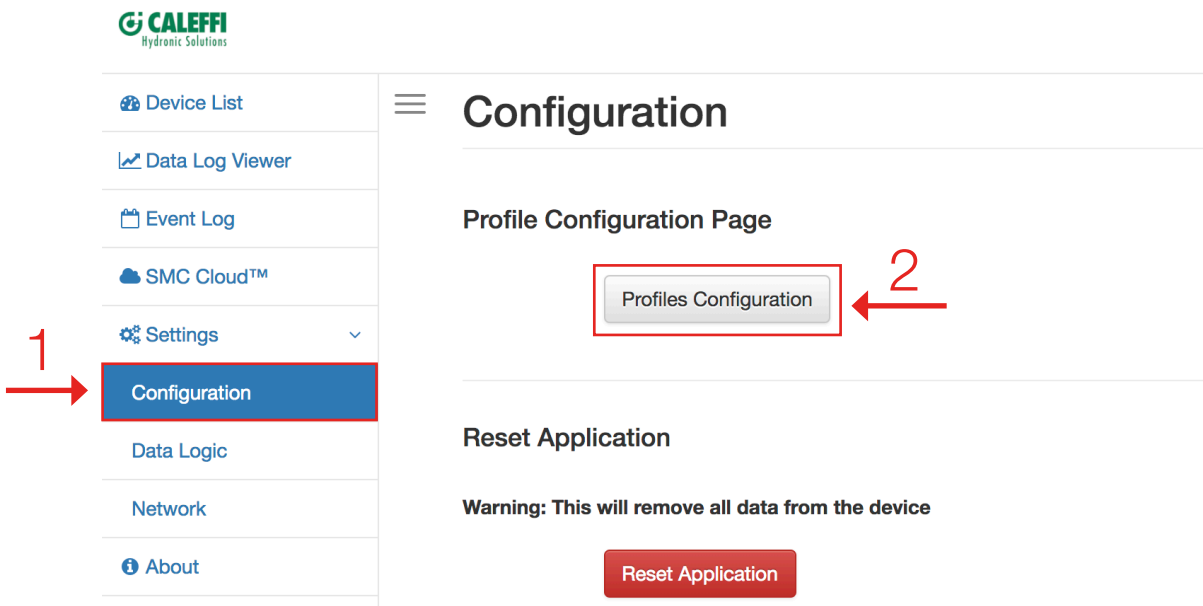 CALEFFI
Hydronic Solutions
Device List
Data Log Viewer
Event Log
SMC Cloud™
Settings
1
Configuration
Data Logic
Network
About
Configuration
Profile Configuration Page
Profiles Configuration
2
Reset Application
Warning: This will remove all data from the device
Reset Application